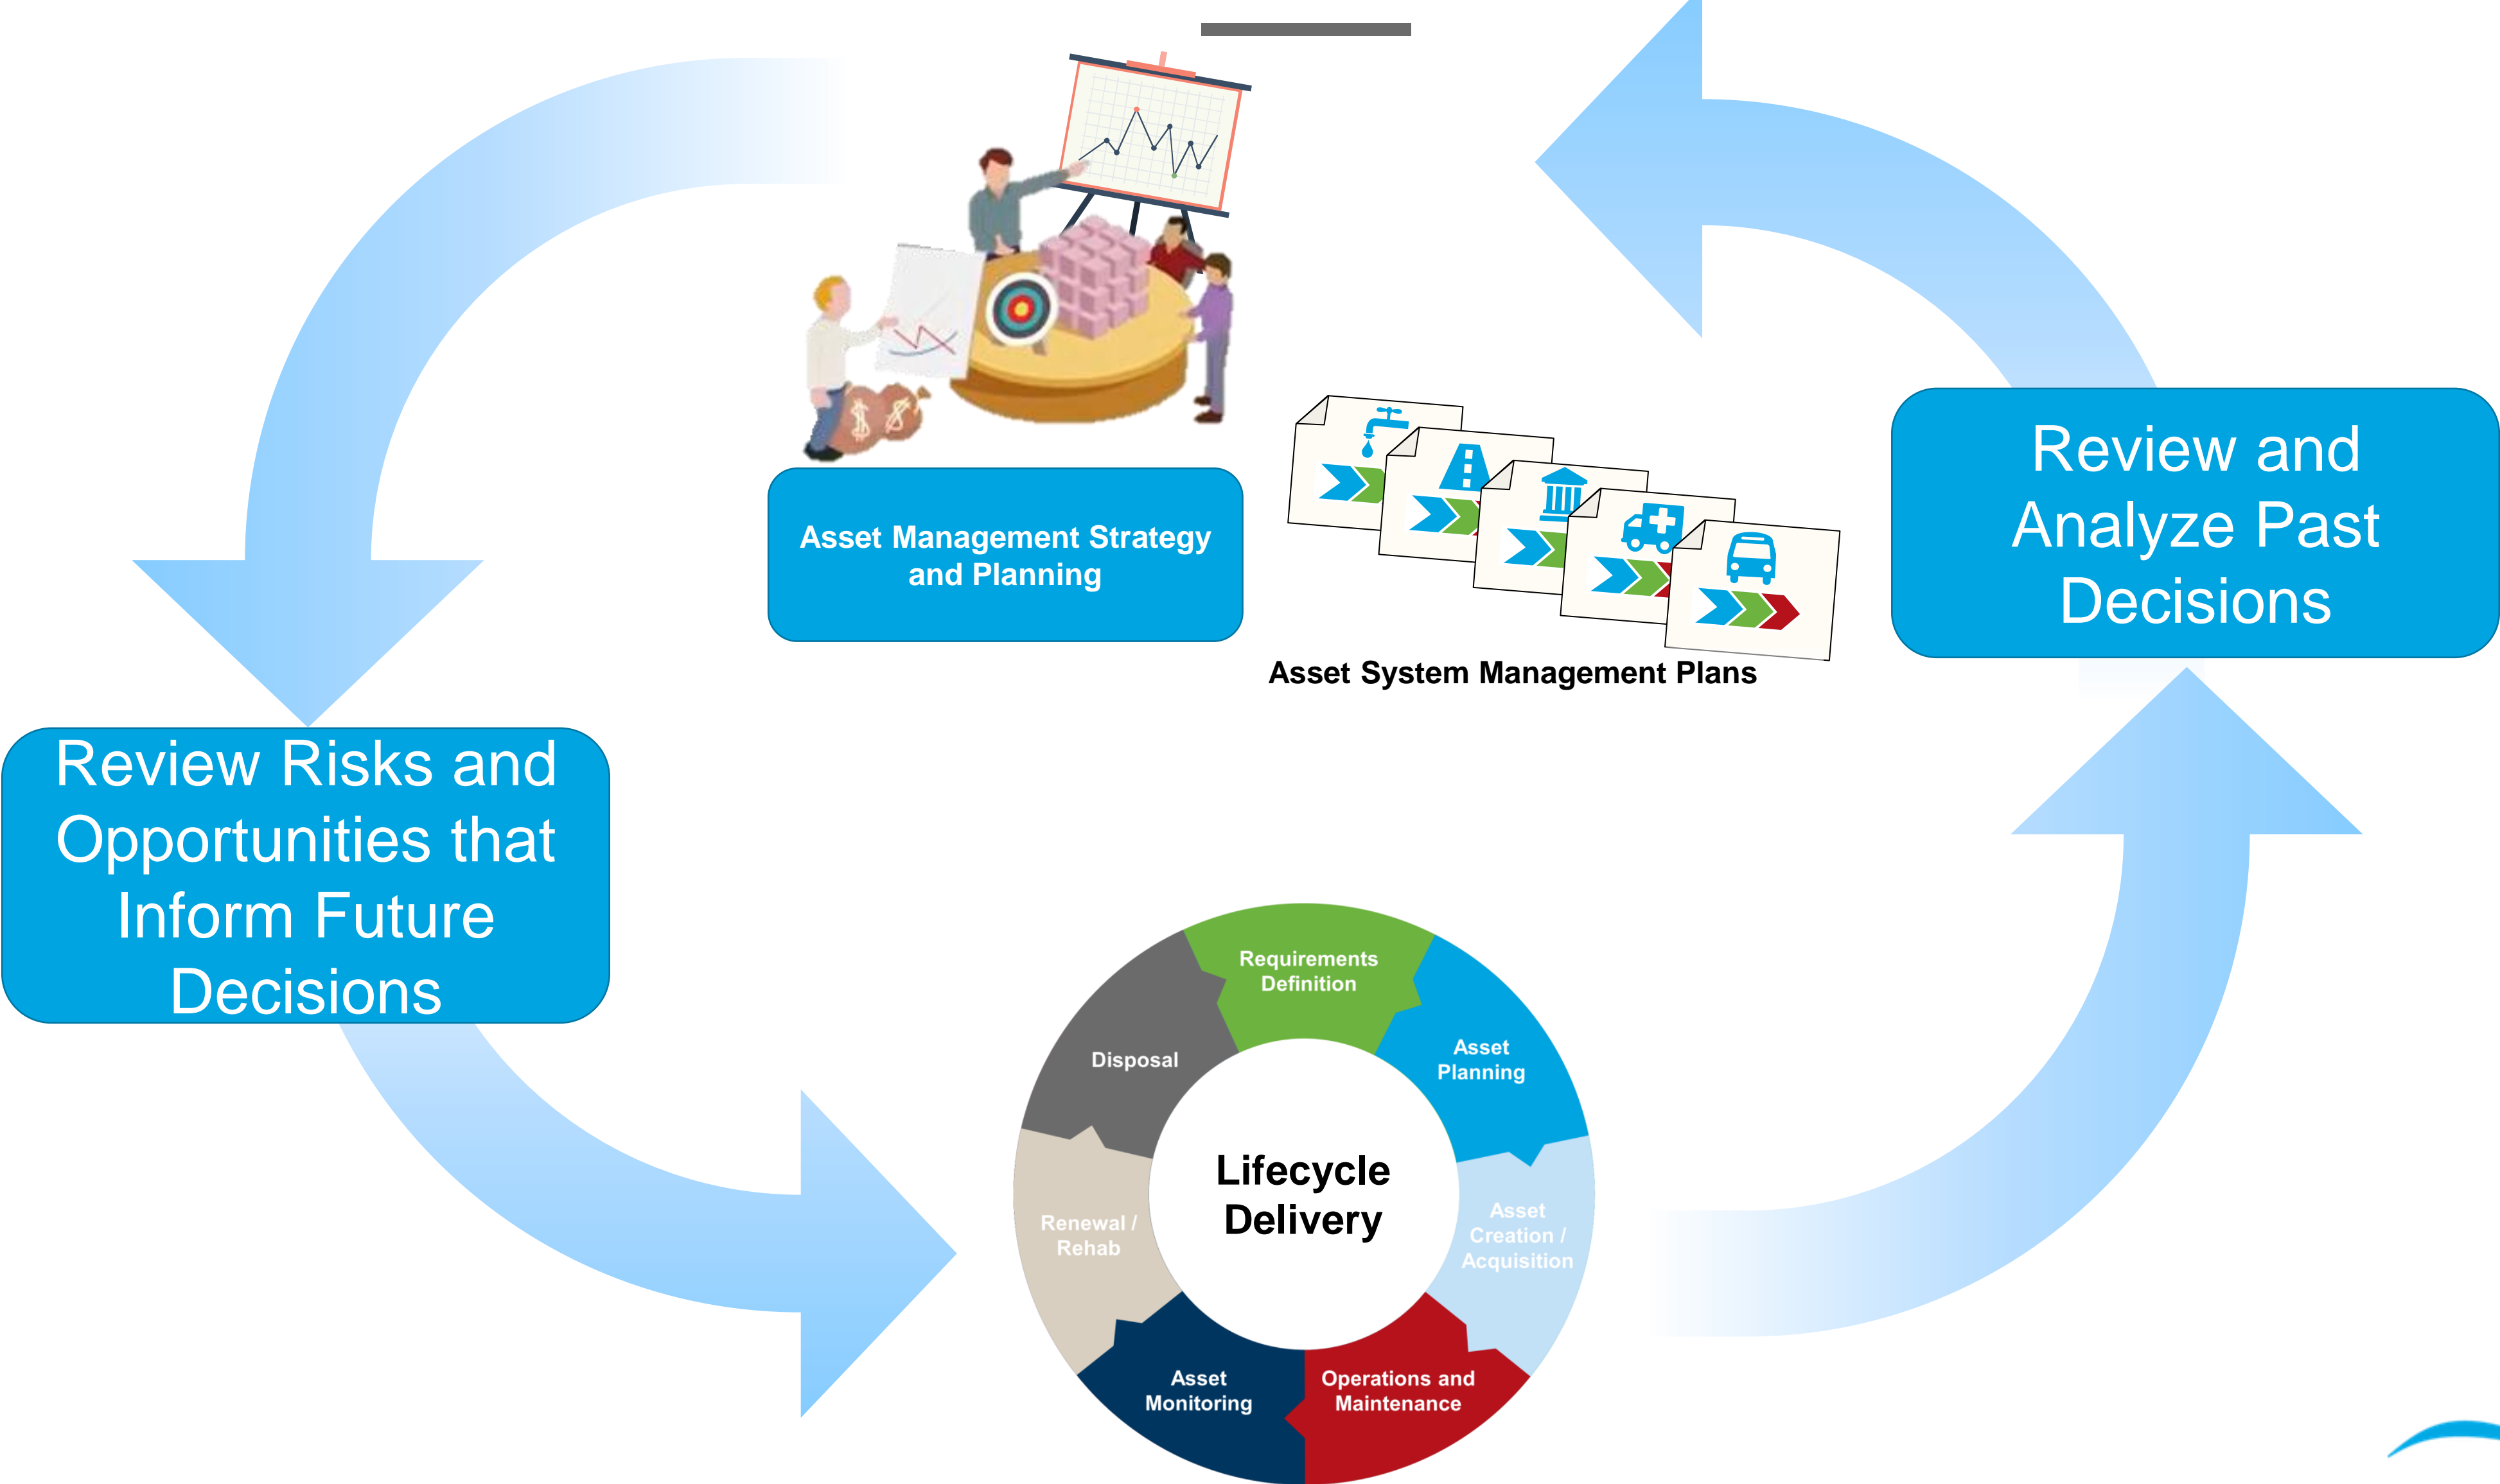 Asset Management Strategy
and Planning
Asset System Management Plans
Review and
Analyze Past
Decisions
Review Risks and
Opportunities that
Inform Future
Decisions
Requirements
Definition
Asset
Planning
Asset
Creation /
Acquisition
Operations and
Maintenance
Asset
Monitoring
Renewal /
Rehab
Disposal
Lifecycle
Delivery
$ $